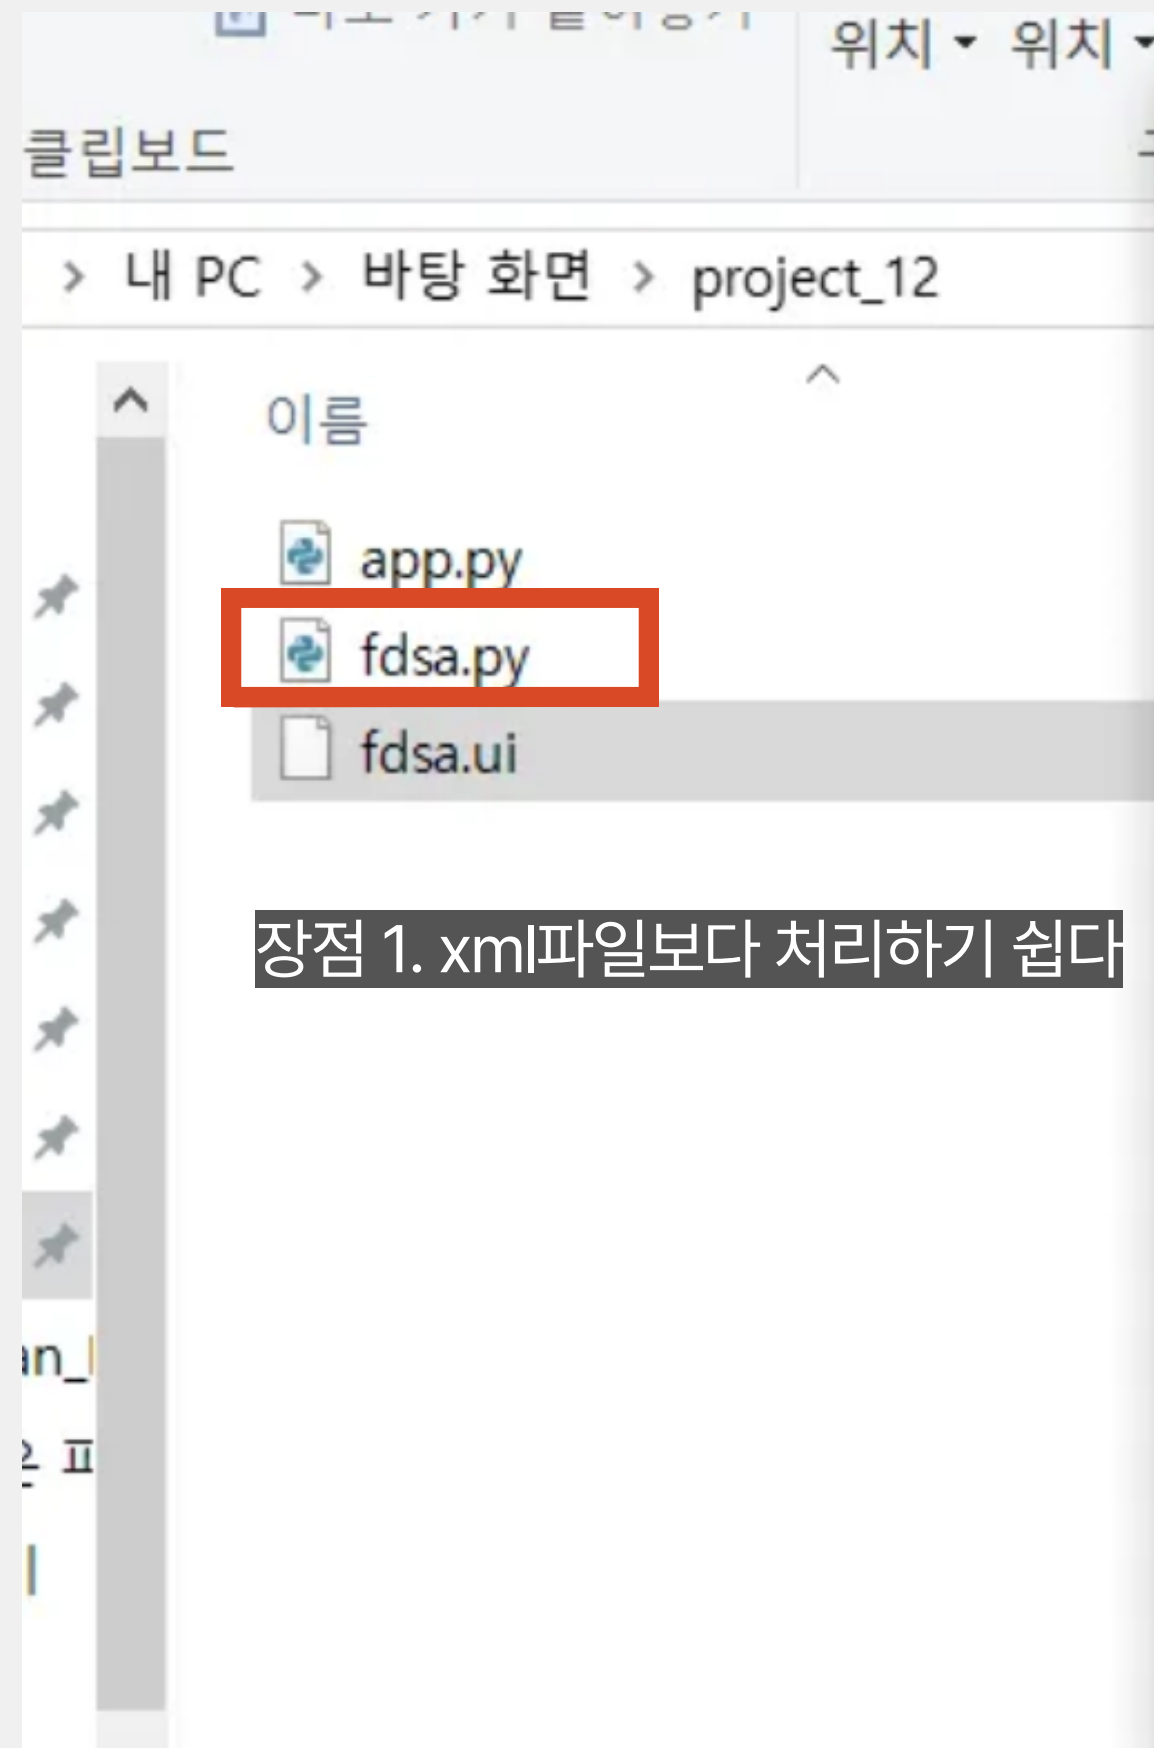 위치 위치
클립보드
> 내 PC > 바탕 화면 > project_12
이름
app.py
fdsa.py
fdsa.ui
장점 1. xml파일보다 처리하기 쉽다